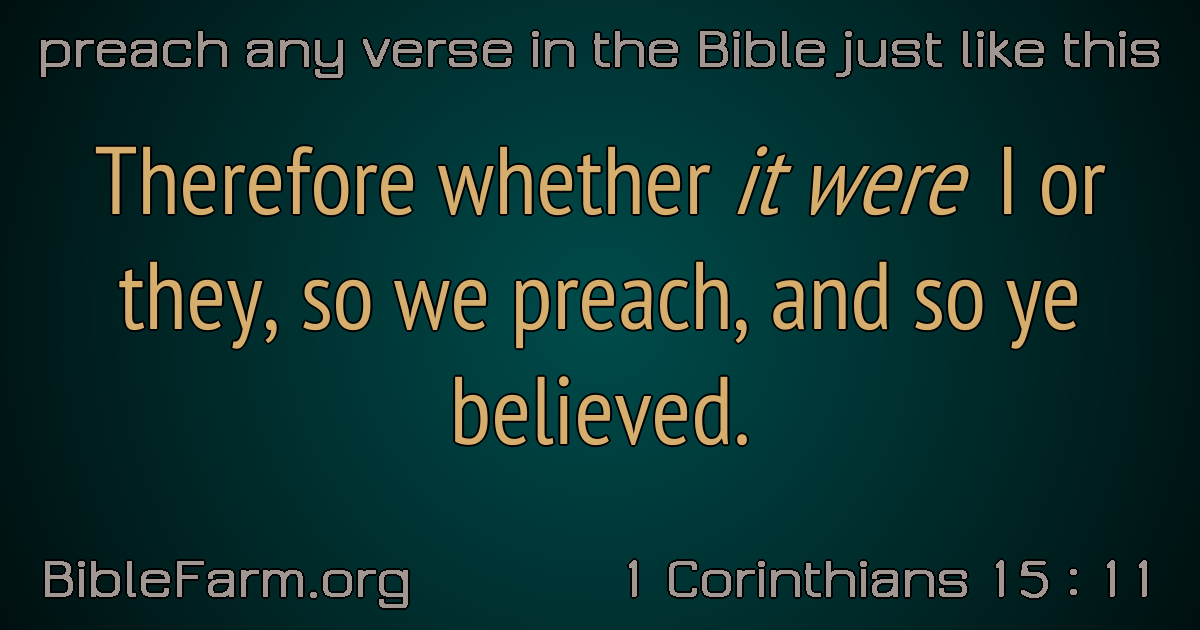 preach any verse in the Bible just like this
Therefore whether it were I or
they, so we preach, and so ye
believed.
BibleFarm.org
1 Corinthians 15 : 11